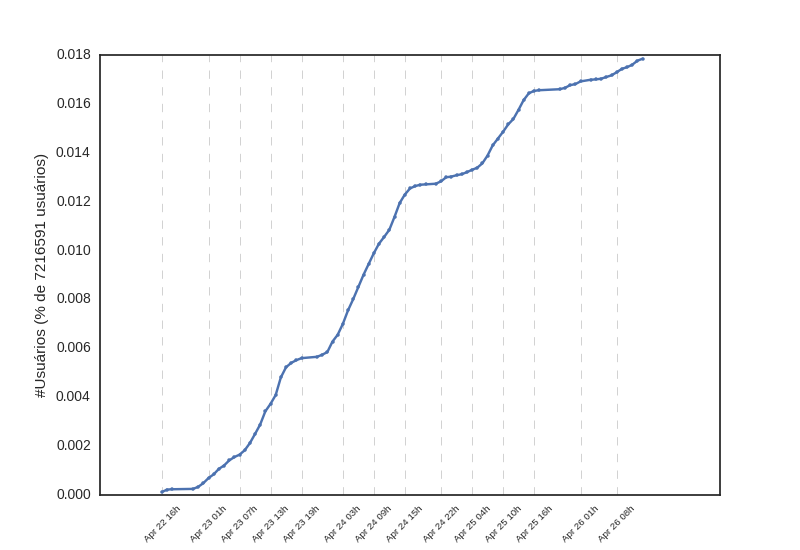 #Usuários (% de 7216591 usuários)
0.018
0.016
0.014
0.012
0.010
0.008
0.006
0.004
0.002
0.000
Apr 22 16h
Apr 23 01h
Apr 23 07h
Apr 23 13h
Apr 23 19h
Apr 24 03h
Apr 24 09h
Apr 24 15h
Apr 24 22h
Apr 25 04h
Apr 25 10h
Apr 25 16h
Apr 26 01h
Apr 26 08h